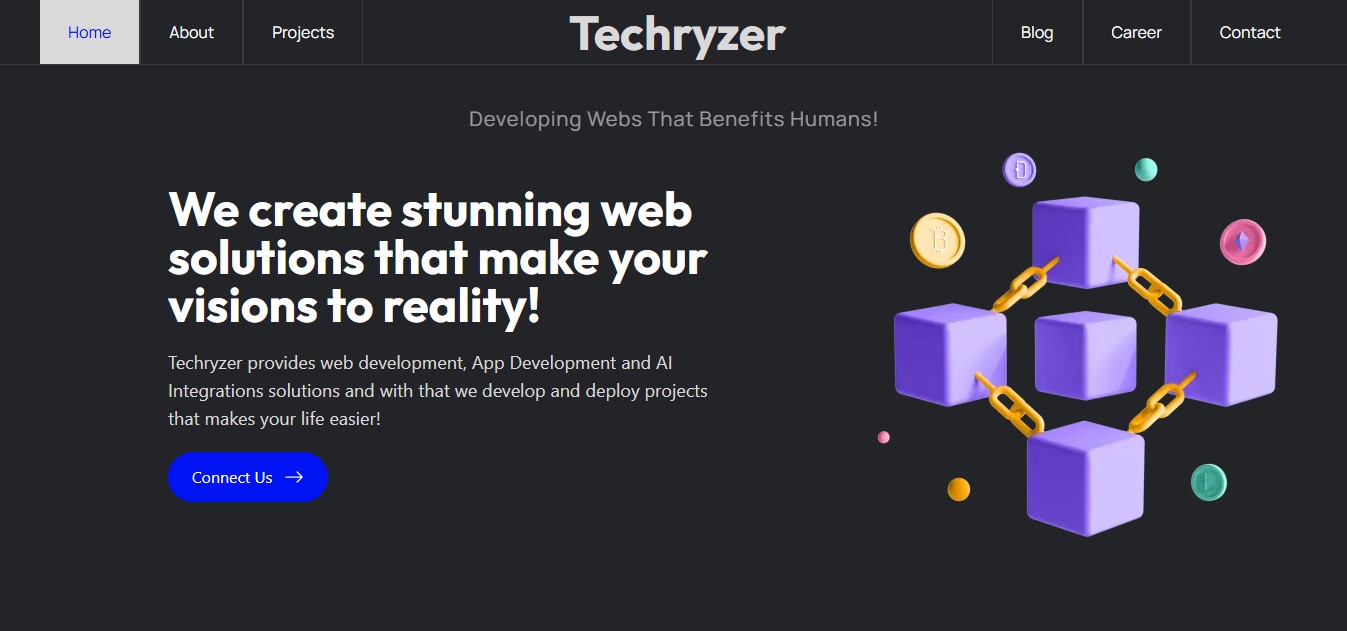 Home
About
Projects
Techryzer
Blog
Career
Contact
Developing Webs That Benefits Humans!
We create stunning web
solutions that make your
visions to reality!
Techryzer provides web development, App Development and AI
Integrations solutions and with that we develop and deploy projects
that makes your life easier!
Connect Us